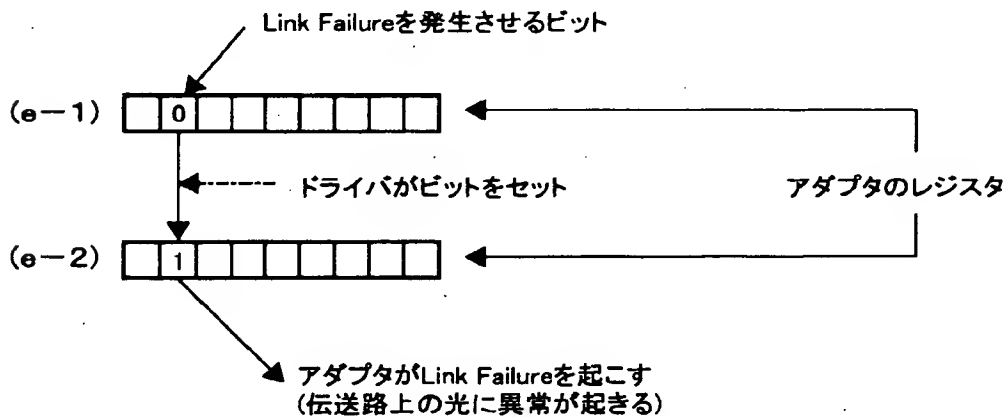 Link Failureを発生させるビット
(e-1)
0
ドライバがビットをセット
アダプタのレジスタ
(e-2)
1
アダプタがLink Failureを起こす
(伝送路上の光に異常が起きる)